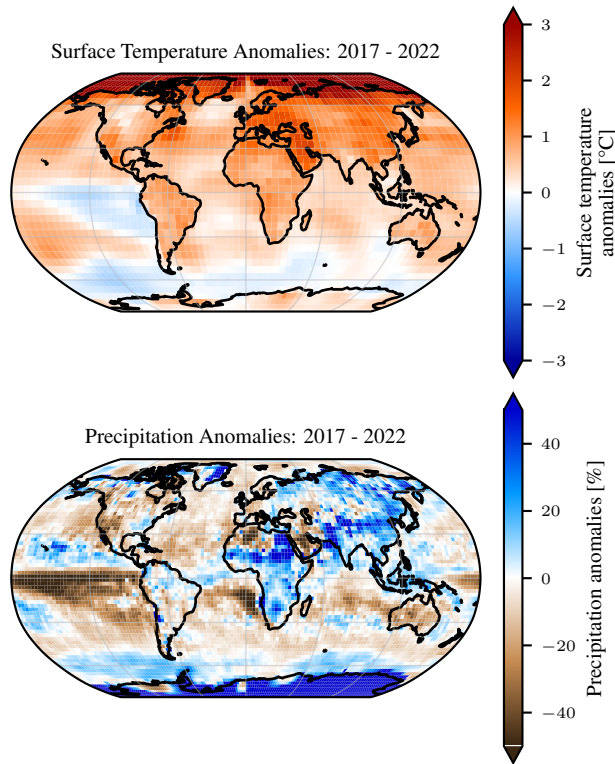 Surface Temperature Anomalies: 2017 - 2022
3
2
1
0
−1
−2
−3
Surface temperature
anomalies [°C]
Precipitation Anomalies: 2017 - 2022
40
20
0
−20
−40
Precipitation anomalies [%]